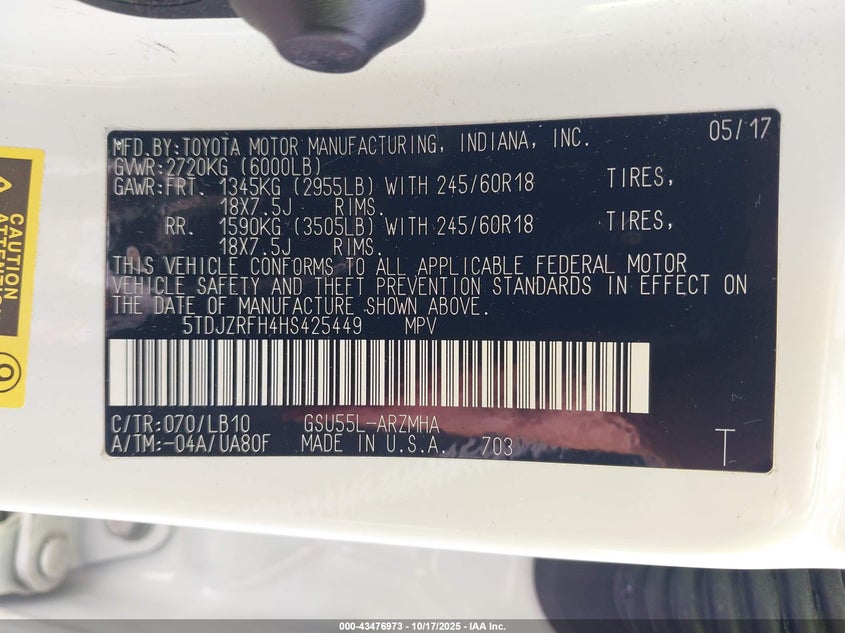 MFD.BY:TOYOTA MOTOR MANUFACTURING, INDIANA, INC. 05/17
GVWR:2720KG (6000LB)
GAWR:FRT. 1345KG (2955LB) WITH 245/60R18 TIRES,
18X7.5J RIMS.
RR. 1590KG (3505LB) WITH 245/60R18 TIRES,
18X7.5J RIMS.
THIS VEHICLE CONFORMS TO ALL APPLICABLE FEDERAL MOTOR
VEHICLE SAFETY AND THEFT PREVENTION STANDARDS IN EFFECT ON
THE DATE OF MANUFACTURE SHOWN ABOVE.
5TDJZRFH4HS425449 MPV
C/TR:070/LB10 GSU55L-ARZMHA
A/TM:-04A/UA80F MADE IN U.S.A. 703 T
CAUTION
000-43476973 - 10/17/2025 - IAA Inc.